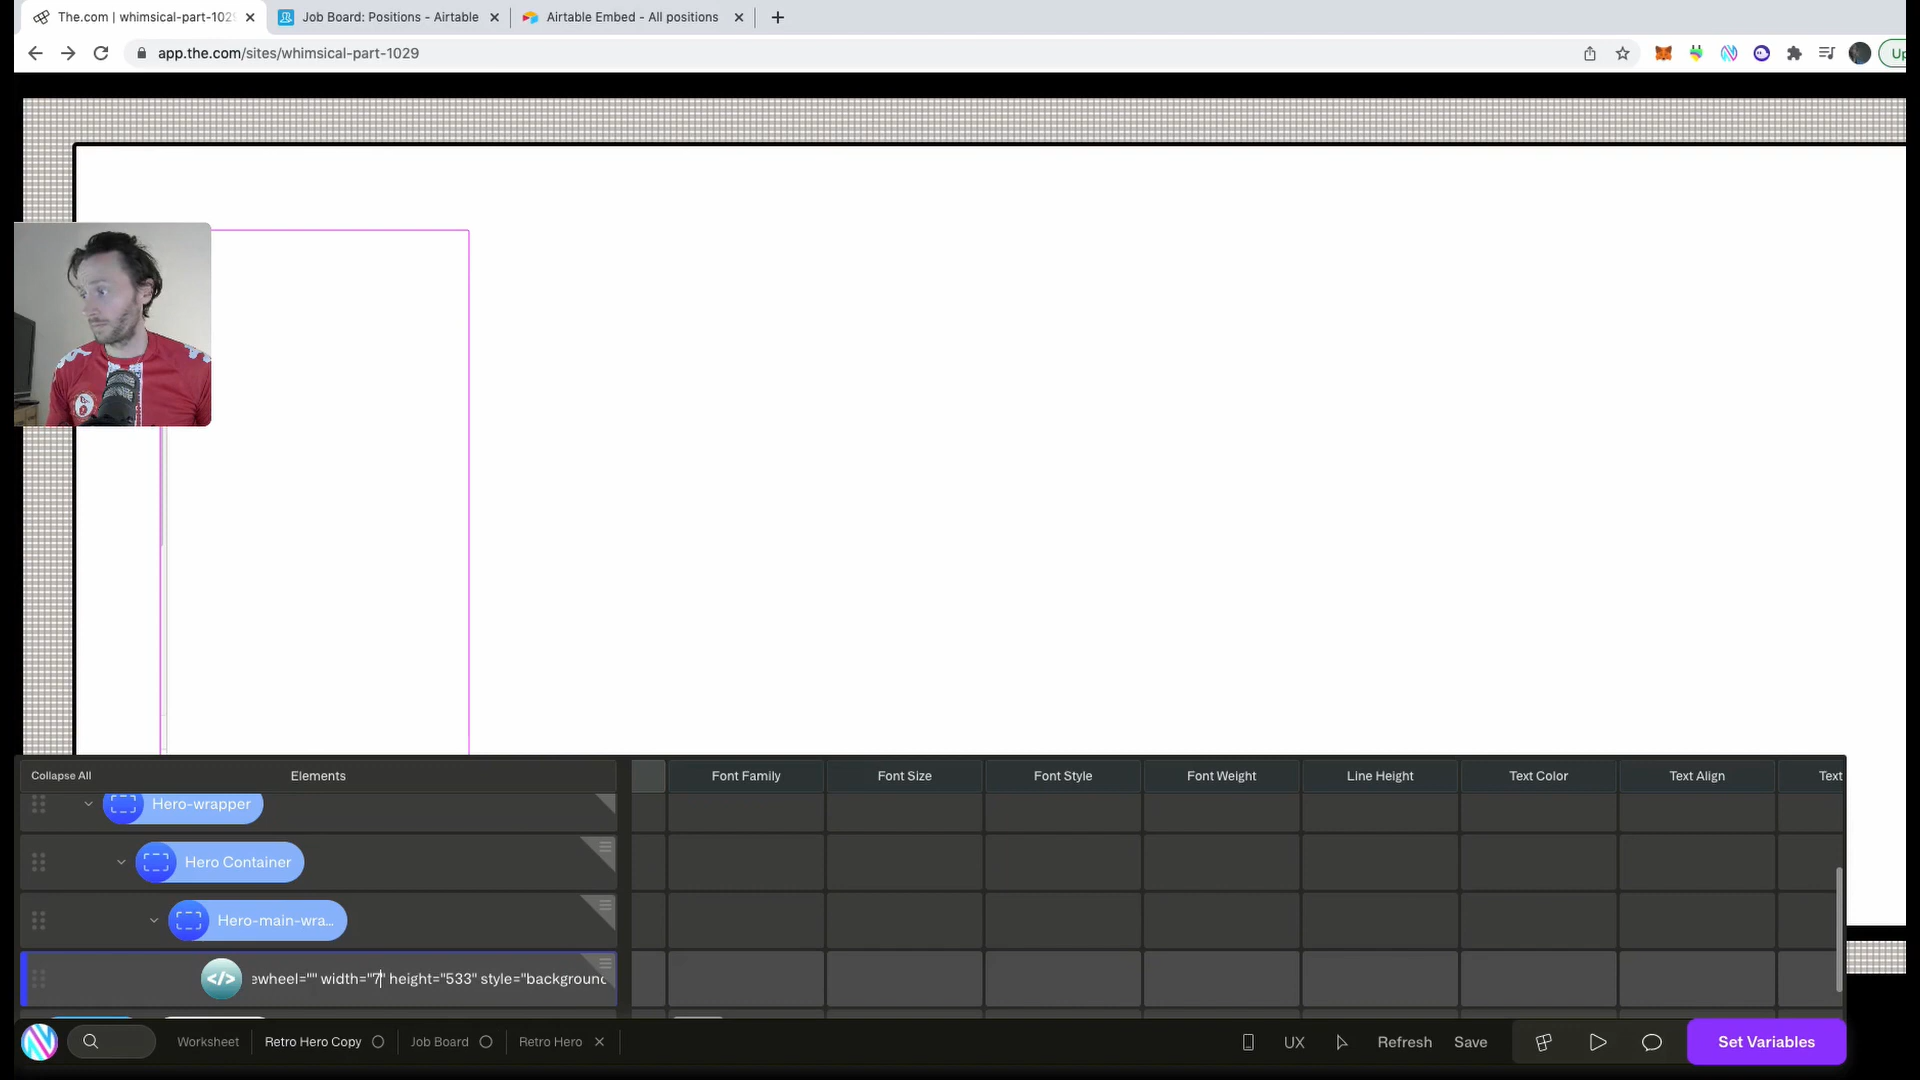 The.com | whimsical-part-102
Job Board: Positions - Airtable
Airtable Embed - All positions
app.the.com/sites/whimsical-part-1029
Up
Collapse All
Elements
Font Family
Font Size
Font Style
Font Weight
Line Height
Text Color
Text Align
Text
Hero-wrapper
Hero Container
Hero-main-wra...
</> ewheel="" width="7" height="533" style="background
Worksheet
Retro Hero Copy
Job Board
Retro Hero
UX
Refresh
Save
Set Variables